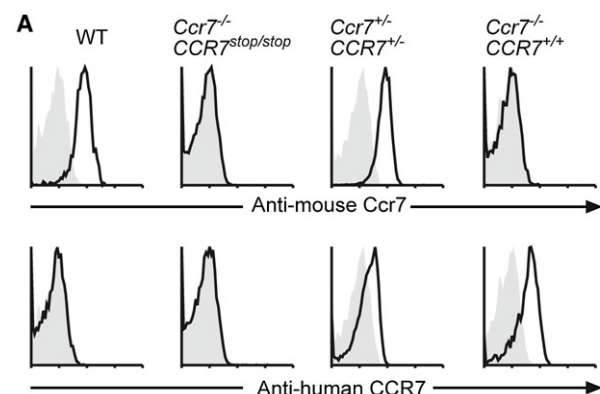 A
WT
Ccr7-/-
CCR7stop/stop
Ccr7+/-
CCR7+/-
Ccr7-/-
CCR7+/+
Anti-mouse Ccr7
Anti-human CCR7